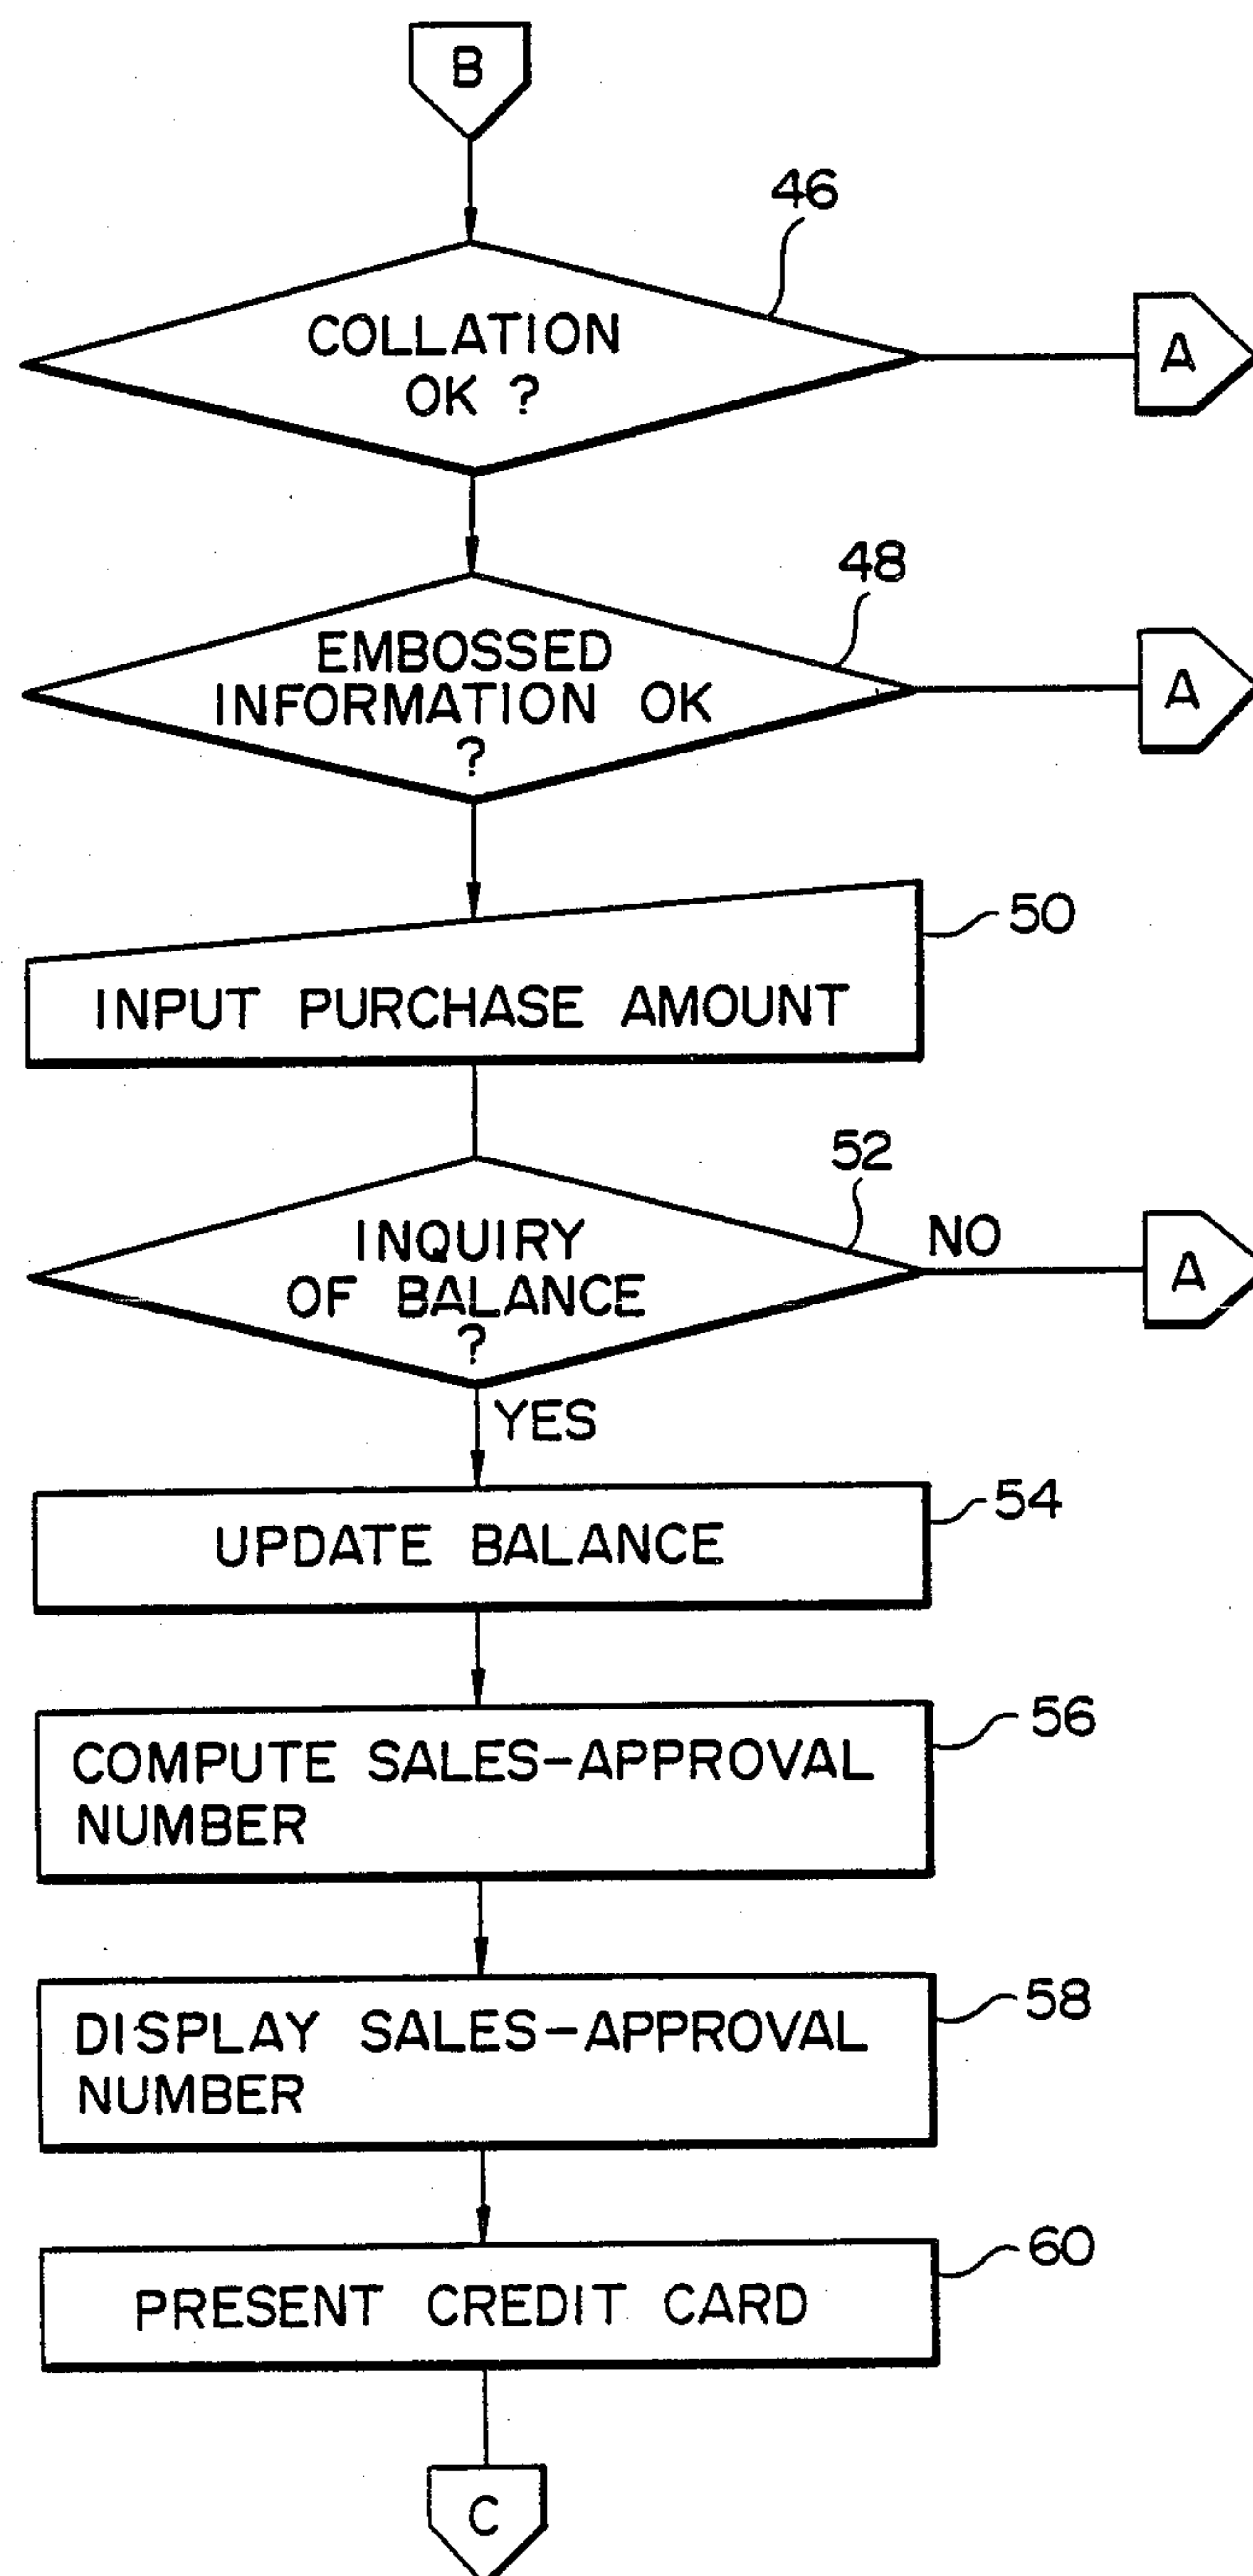 B
46
COLLATION
OK ?
A
48
EMBOSSED
INFORMATION OK
?
A
50
INPUT PURCHASE AMOUNT
52
INQUIRY
OF BALANCE
?
NO
A
YES
54
UPDATE BALANCE
56
COMPUTE SALES-APPROVAL
NUMBER
58
DISPLAY SALES-APPROVAL
NUMBER
60
PRESENT CREDIT CARD
C